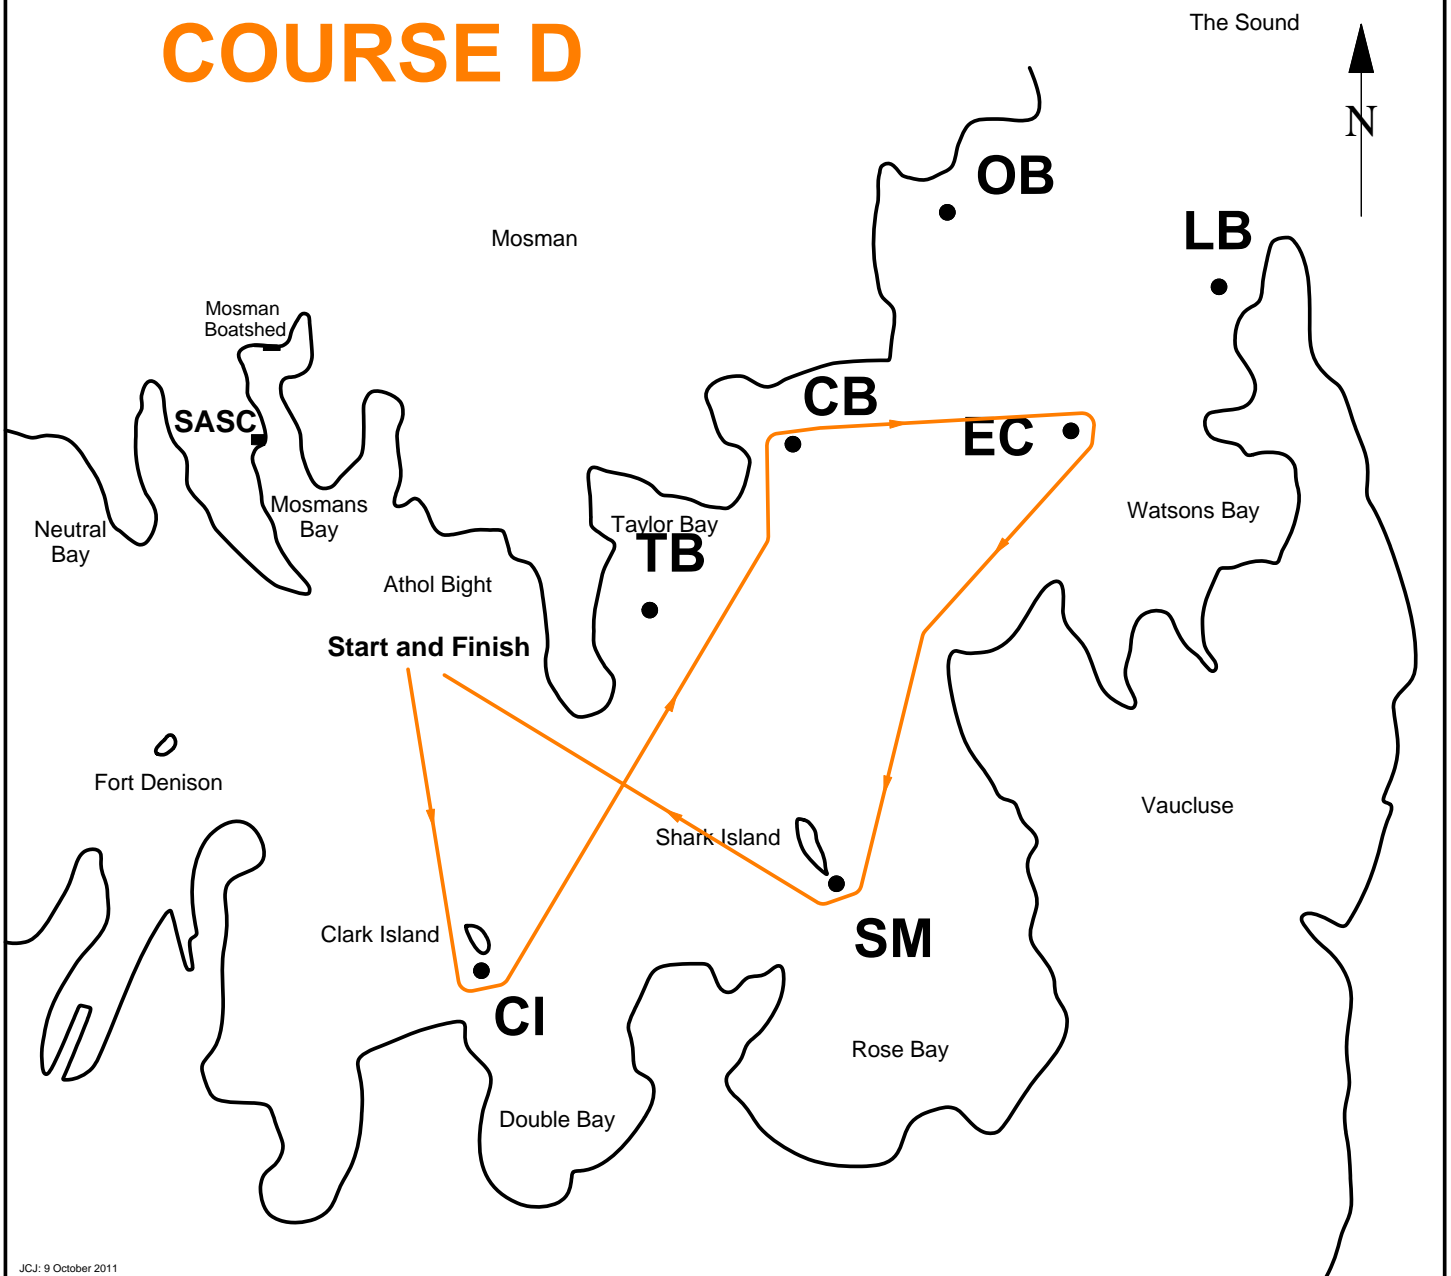 COURSE D
The Sound
N
OB
LB
Mosman
Mosman
Boatshed
CB
SASC
EC
Mosmans
Bay
Neutral
Bay
Taylor Bay
TB
Watsons Bay
Athol Bight
Start and Finish
Fort Denison
Vaucluse
Shark Island
Clark Island
SM
CI
Rose Bay
Double Bay
JCJ: 9 October 2011